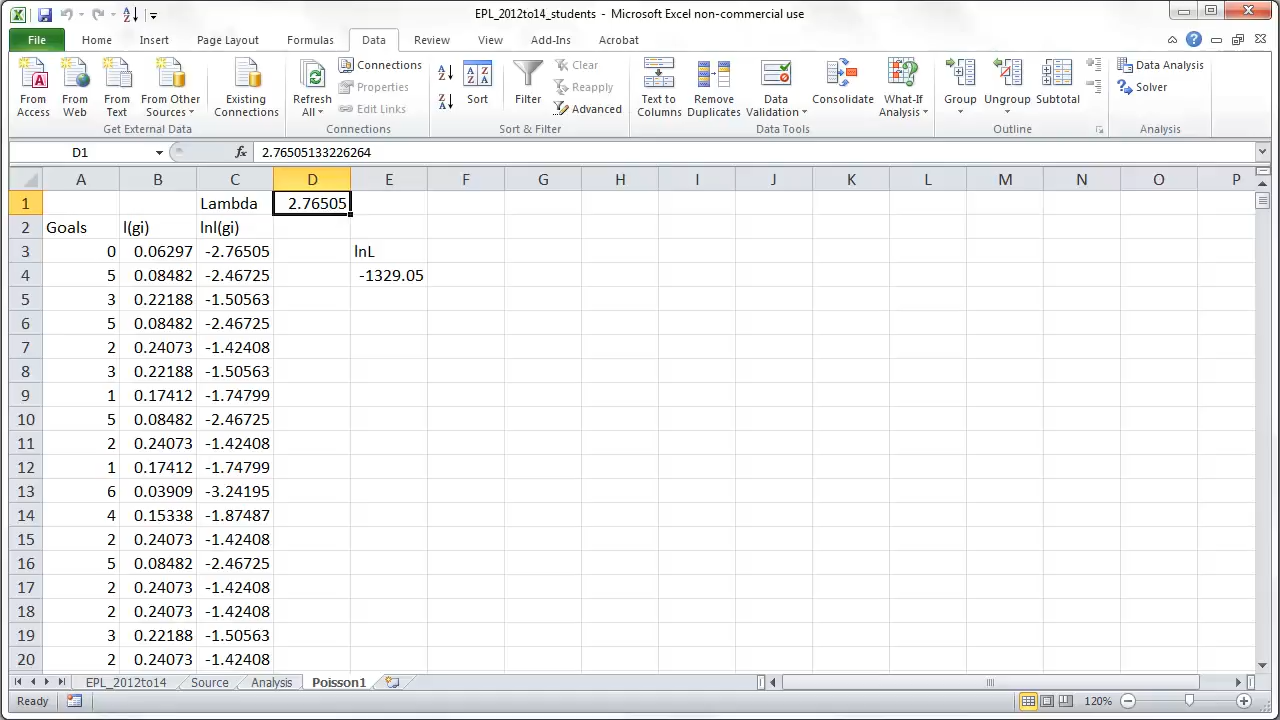 EPL_2012to14_students - Microsoft Excel non-commercial use
File Home Insert Page Layout Formulas Data Review View Add-Ins Acrobat
From Access From Web From Text From Other Sources Existing Connections Refresh All Connections Properties Edit Links Sort Filter Clear Reapply Advanced Text to Columns Remove Duplicates Data Validation Consolidate What-If Analysis Group Ungroup Subtotal Data Analysis Solver
Get External Data Connections Sort & Filter Data Tools Outline Analysis
D1 fx 2.76505133226264
A B C D E F G H I J K L M N O P
1 Lambda 2.76505
2 Goals l(gi) lnl(gi)
3 0 0.06297 -2.76505 lnL
4 5 0.08482 -2.46725 -1329.05
5 3 0.22188 -1.50563
6 5 0.08482 -2.46725
7 2 0.24073 -1.42408
8 3 0.22188 -1.50563
9 1 0.17412 -1.74799
10 5 0.08482 -2.46725
11 2 0.24073 -1.42408
12 1 0.17412 -1.74799
13 6 0.03909 -3.24195
14 4 0.15338 -1.87487
15 2 0.24073 -1.42408
16 5 0.08482 -2.46725
17 2 0.24073 -1.42408
18 2 0.24073 -1.42408
19 3 0.22188 -1.50563
20 2 0.24073 -1.42408
EPL_2012to14 Source Analysis Poisson1
Ready 120%